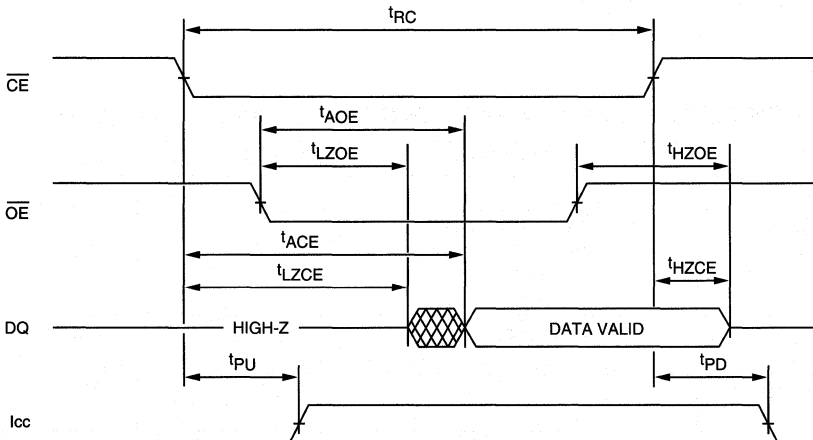 tRC
CE
tAOE
tLZOE
tHZOE
OE
tACE
tLZCE
tHZCE
DQ
HIGH-Z
DATA VALID
tPU
tPD
Icc